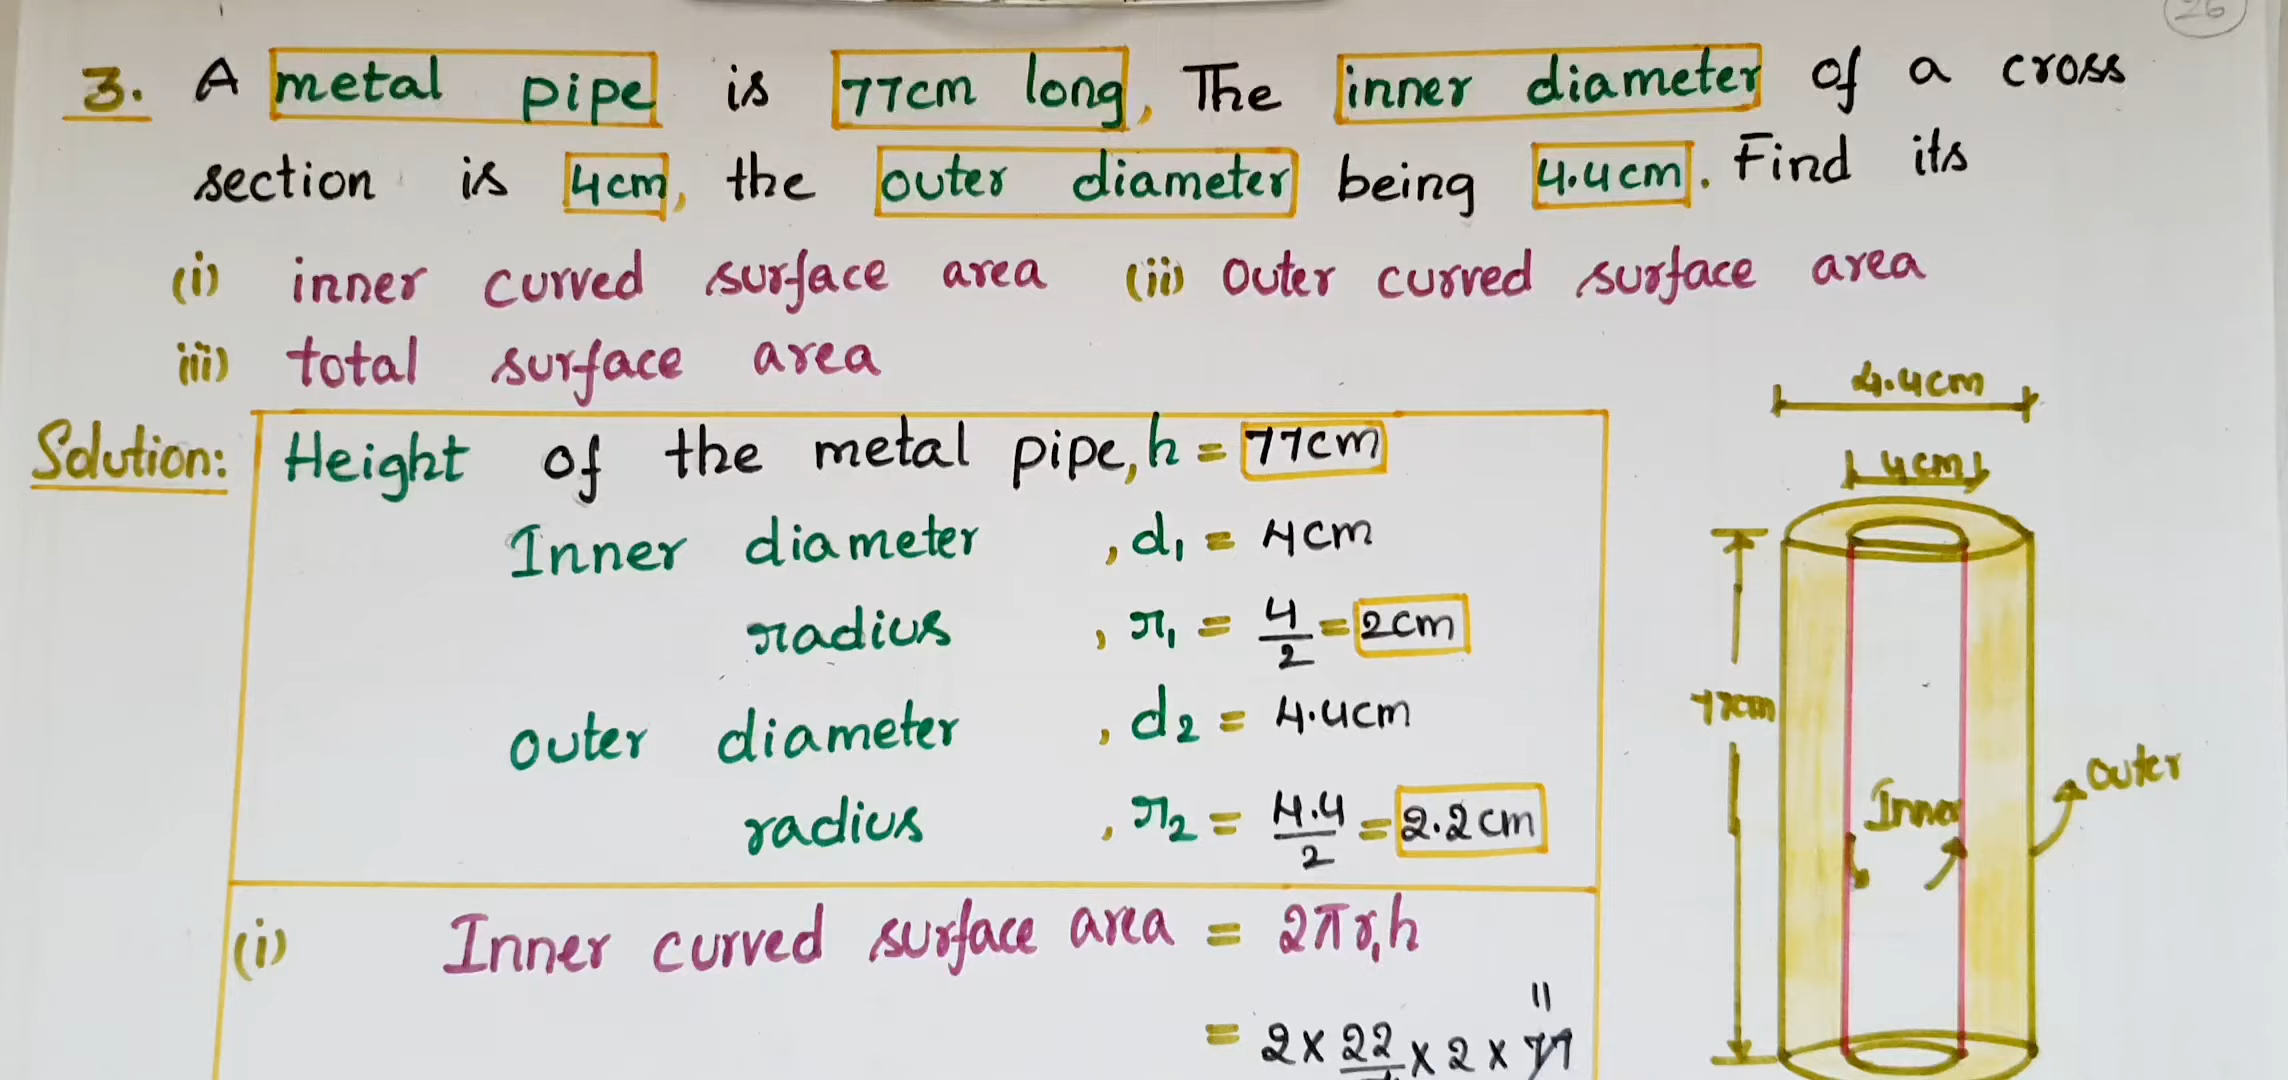 26
3. A metal pipe is 77cm long, The inner diameter of a cross
section is 4cm, the outer diameter being 4.4cm. Find its
(i) inner curved surface area (ii) Outer curved surface area
iii) total surface area
Solution: Height of the metal pipe, h = 77cm
Inner diameter , d1 = 4cm
radius , r1 = 4/2 = 2cm
outer diameter , d2 = 4.4cm
radius , r2 = 4.4/2 = 2.2cm
(i) Inner curved surface area = 2πr1h
11
= 2 x 22 x 2 x 77
4.4cm
4cm
77cm
Inner
outer